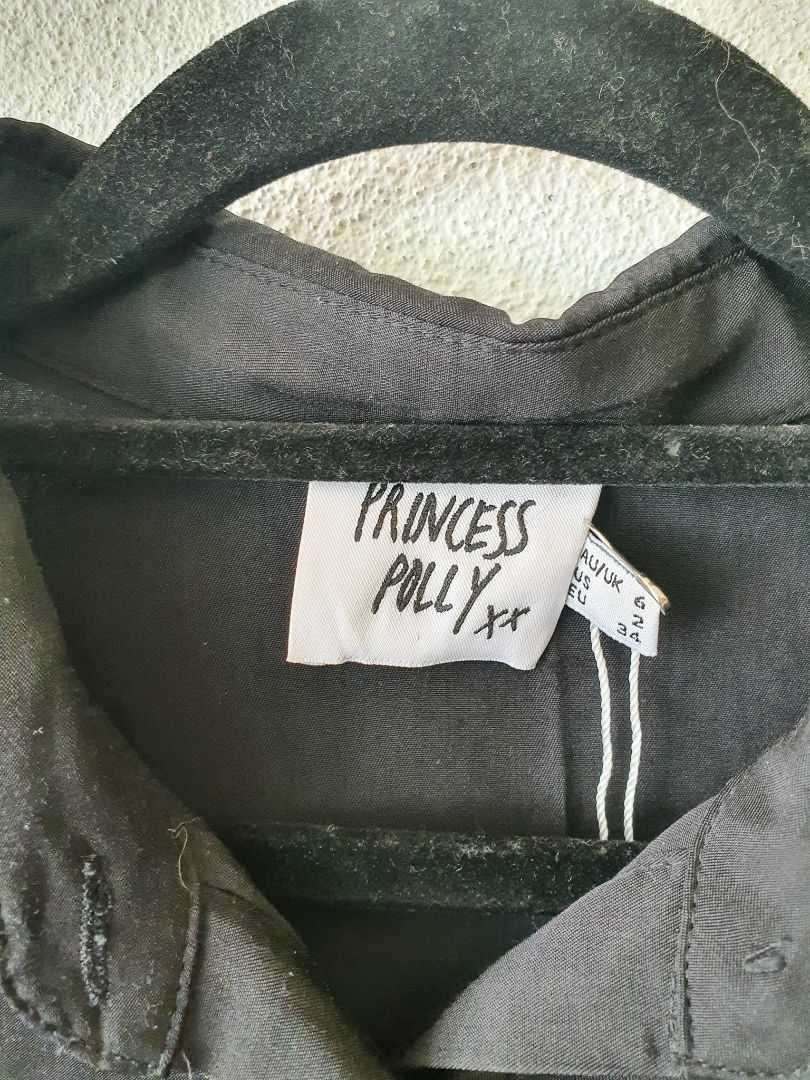 PRINCESS
POLLY xx
AU/UK 6
US 2
EU 34